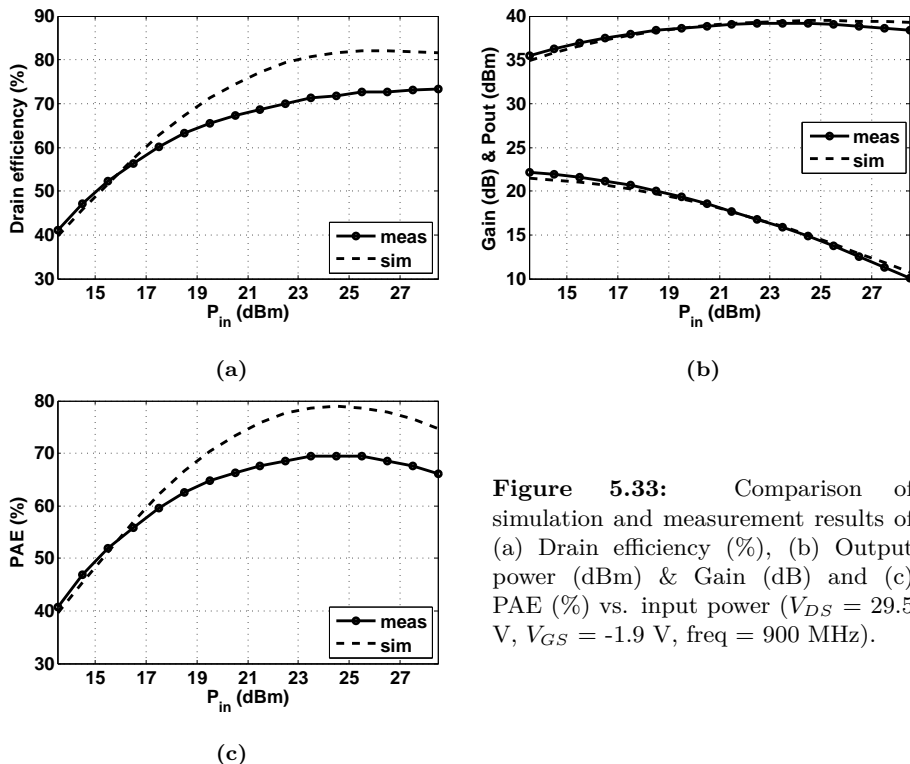 90
80
70
60
50
40
30
Drain efficiency (%)
meas
sim
15 17 19 21 23 25 27
P_in (dBm)
(a)
40
35
30
25
20
15
10
Gain (dB) & Pout (dBm)
meas
sim
15 17 19 21 23 25 27
P_in (dBm)
(b)
80
70
60
50
40
30
PAE (%)
meas
sim
15 17 19 21 23 25 27
P_in (dBm)
(c)
Figure 5.33: Comparison of
simulation and measurement results of
(a) Drain efficiency (%), (b) Output
power (dBm) & Gain (dB) and (c)
PAE (%) vs. input power (V_DS = 29.5
V, V_GS = -1.9 V, freq = 900 MHz).